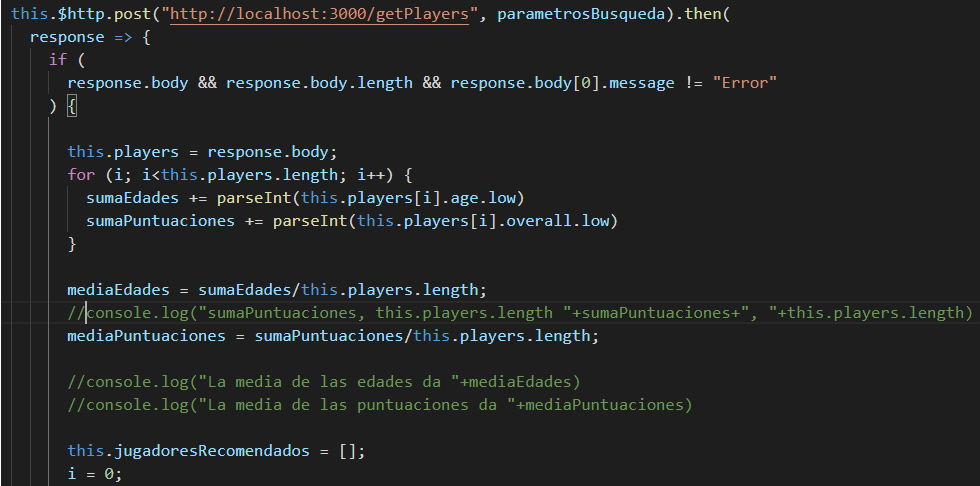 this.$http.post("http://localhost:3000/getPlayers", parametrosBusqueda).then(
response => {
if (
response.body && response.body.length && response.body[0].message != "Error"
) {
this.players = response.body;
for (i; i<this.players.length; i++) {
sumaEdades += parseInt(this.players[i].age.low)
sumaPuntuaciones += parseInt(this.players[i].overall.low)
}
mediaEdades = sumaEdades/this.players.length;
//console.log("sumaPuntuaciones, this.players.length "+sumaPuntuaciones+", "+this.players.length)
mediaPuntuaciones = sumaPuntuaciones/this.players.length;
//console.log("La media de las edades da "+mediaEdades)
//console.log("La media de las puntuaciones da "+mediaPuntuaciones)
this.jugadoresRecomendados = [];
i = 0;